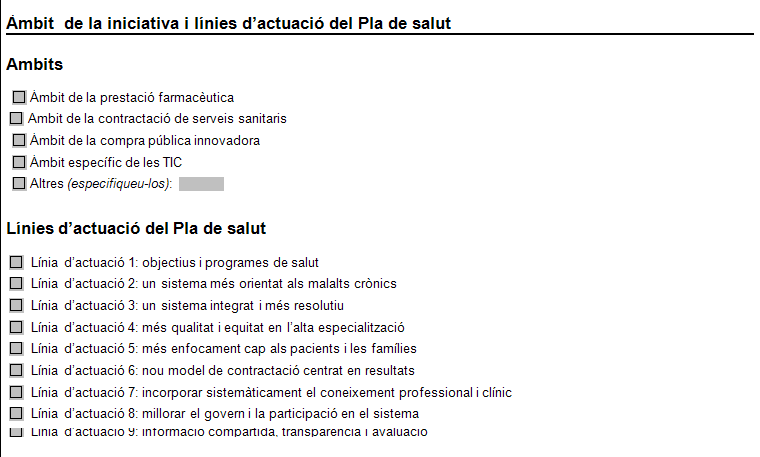 Àmbit de la iniciativa i línies d'actuació del Pla de salut
Ambits
Àmbit de la prestació farmacèutica
Ambit de la contractació de serveis sanitaris
Àmbit de la compra pública innovadora
Àmbit específic de les TIC
Altres (especifiqueu-los):
Línies d'actuació del Pla de salut
Línia d'actuació 1: objectius i programes de salut
Línia d'actuació 2: un sistema més orientat als malalts crònics
Línia d'actuació 3: un sistema integrat i més resolutiu
Línia d'actuació 4: més qualitat i equitat en l'alta especialització
Línia d'actuació 5: més enfocament cap als pacients i les famílies
Línia d'actuació 6: nou model de contractació centrat en resultats
Línia d'actuació 7: incorporar sistemàticament el coneixement professional i clínic
Línia d'actuació 8: millorar el govern i la participació en el sistema
Línia d'actuació 9: informació compartida, transparència i avaluació